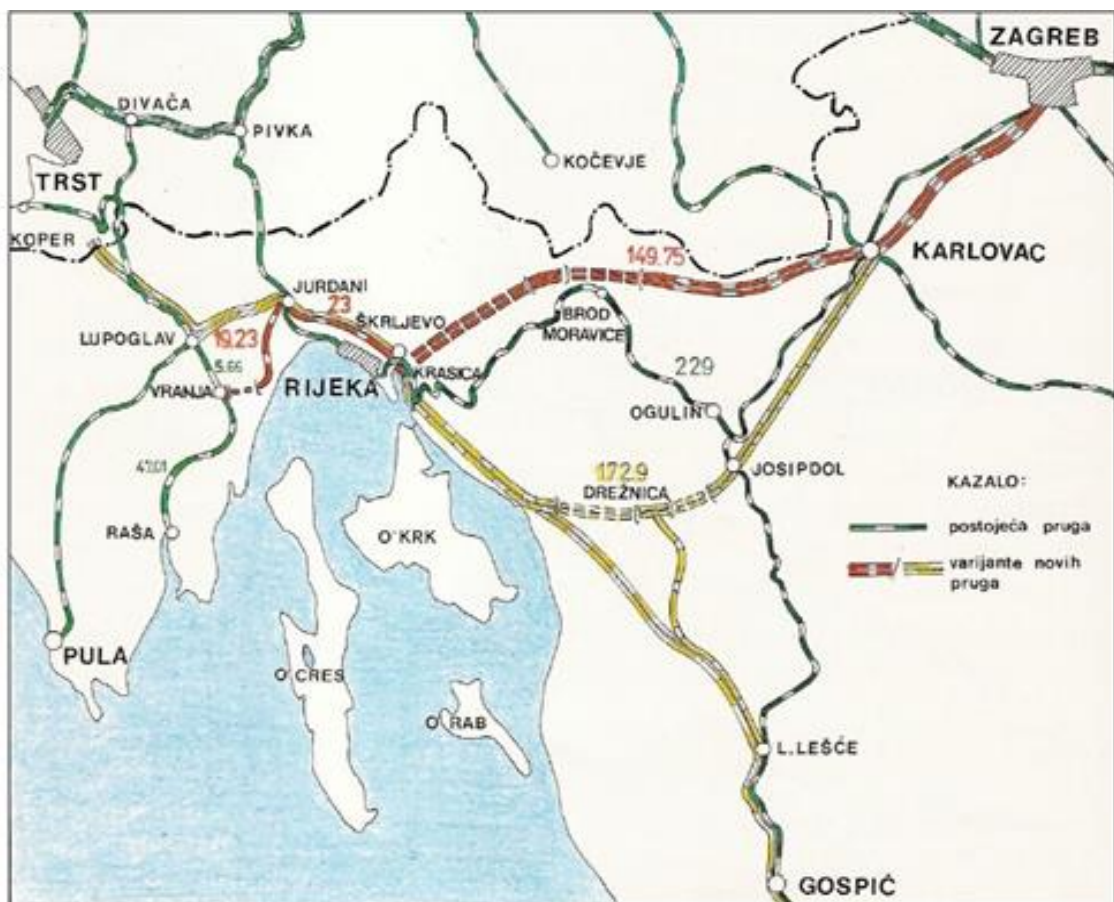 ZAGREB
DIVAČA
PIVKA
KOČEVJE
TRST
KOPER
149.75
KARLOVAC
JURDANI
23
ŠKRLJEVO
LUPOGLAV
19.23
BROD
MORAVICE
5.66
KRASICA
VRANJA
RIJEKA
229
OGULIN
47.01
172.9
DREŽNICA
JOSIPDOL
KAZALO:
RAŠA
O' KRK
postojeća pruga
varijante novih
pruga
PULA
O' CRES
O' RAB
L.LEŠĆE
GOSPIĆ